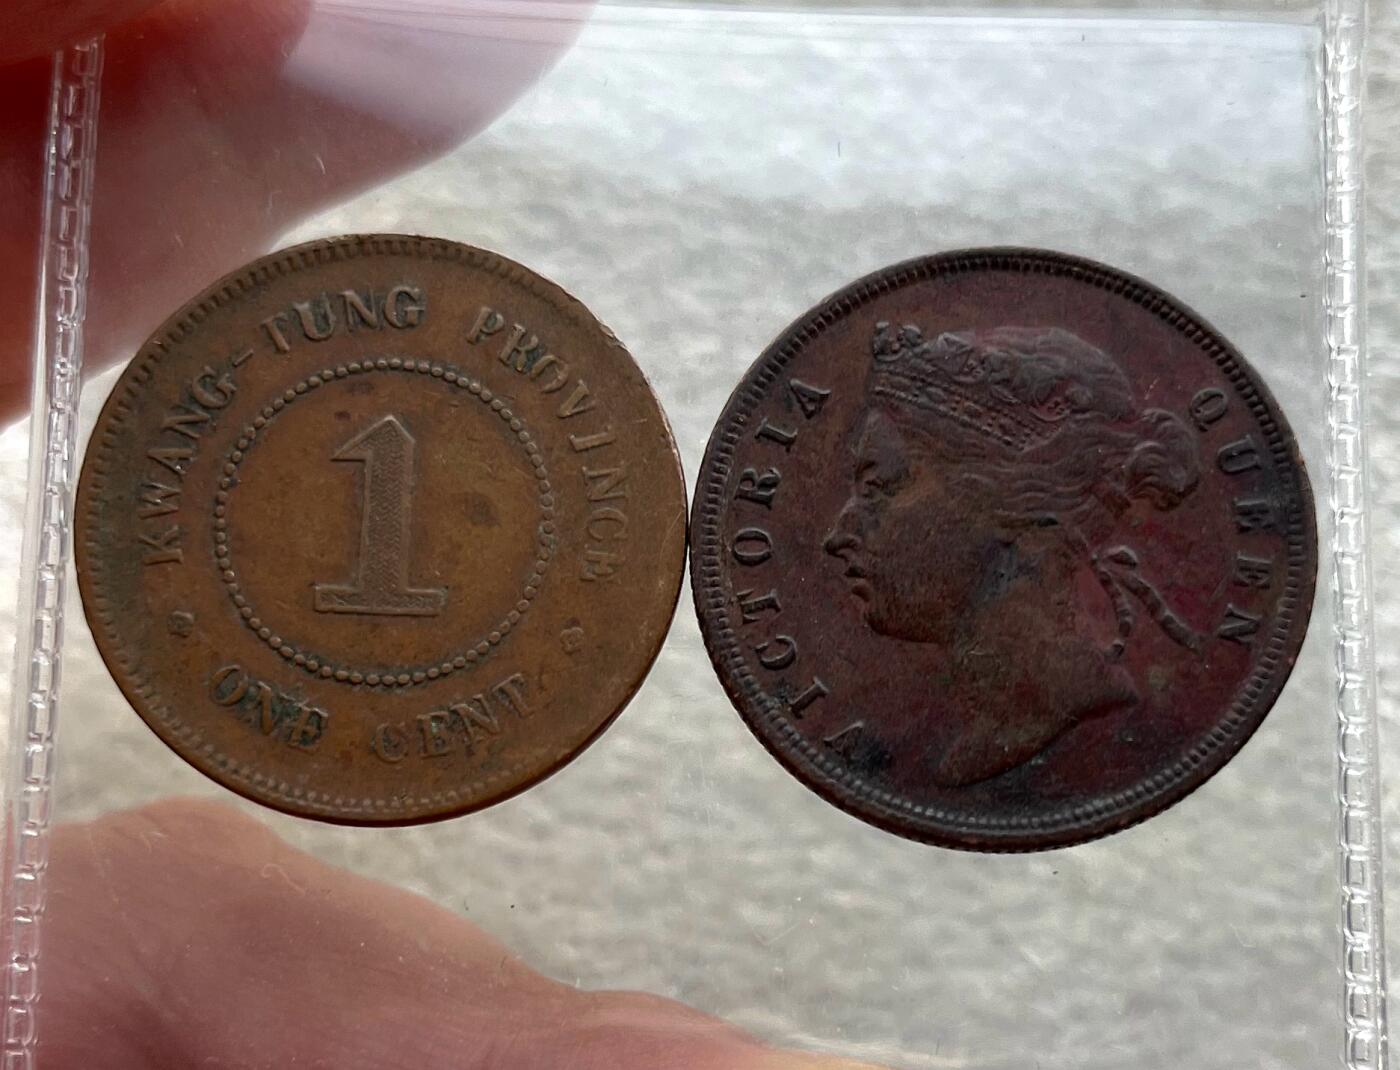 KWANG-TUNG PROVINCE
1
ONE CENT
VICTORIA QUEEN